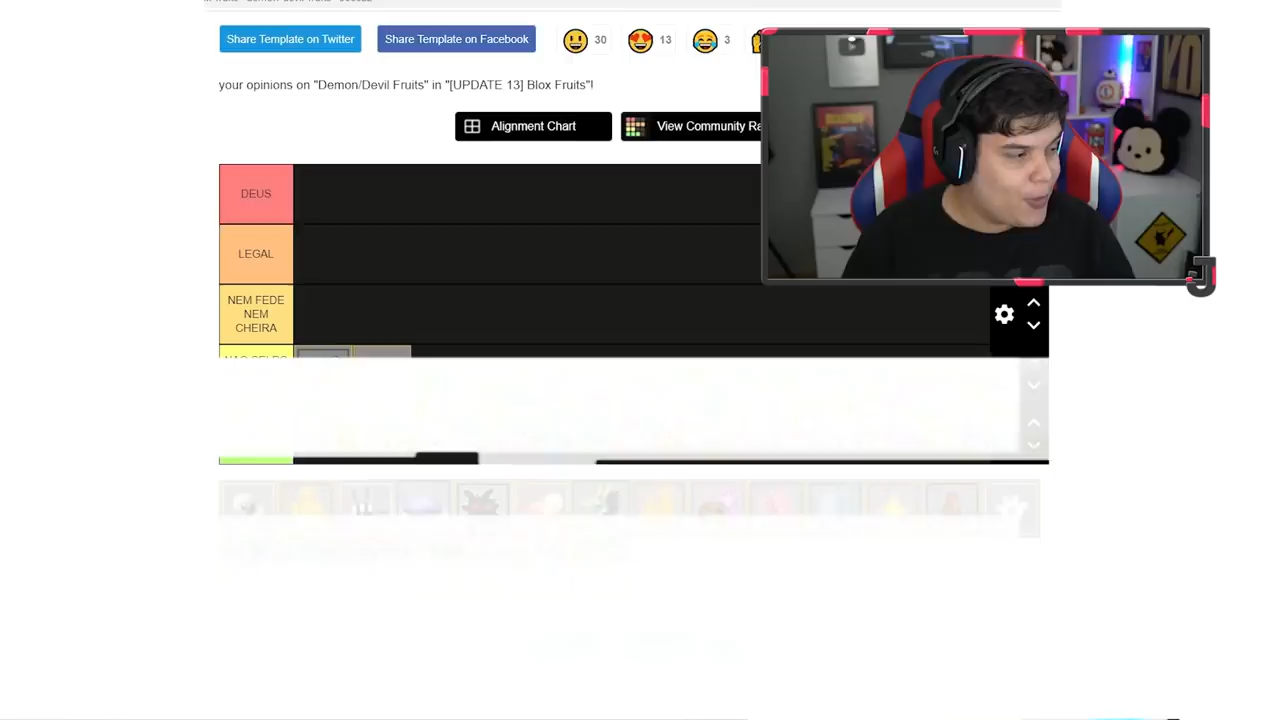 Share Template on Twitter
Share Template on Facebook
30
13
3
your opinions on "Demon/Devil Fruits" in "[UPDATE 13] Blox Fruits"!
Alignment Chart
View Community Ra
DEUS
LEGAL
NEM FEDE
NEM
CHEIRA